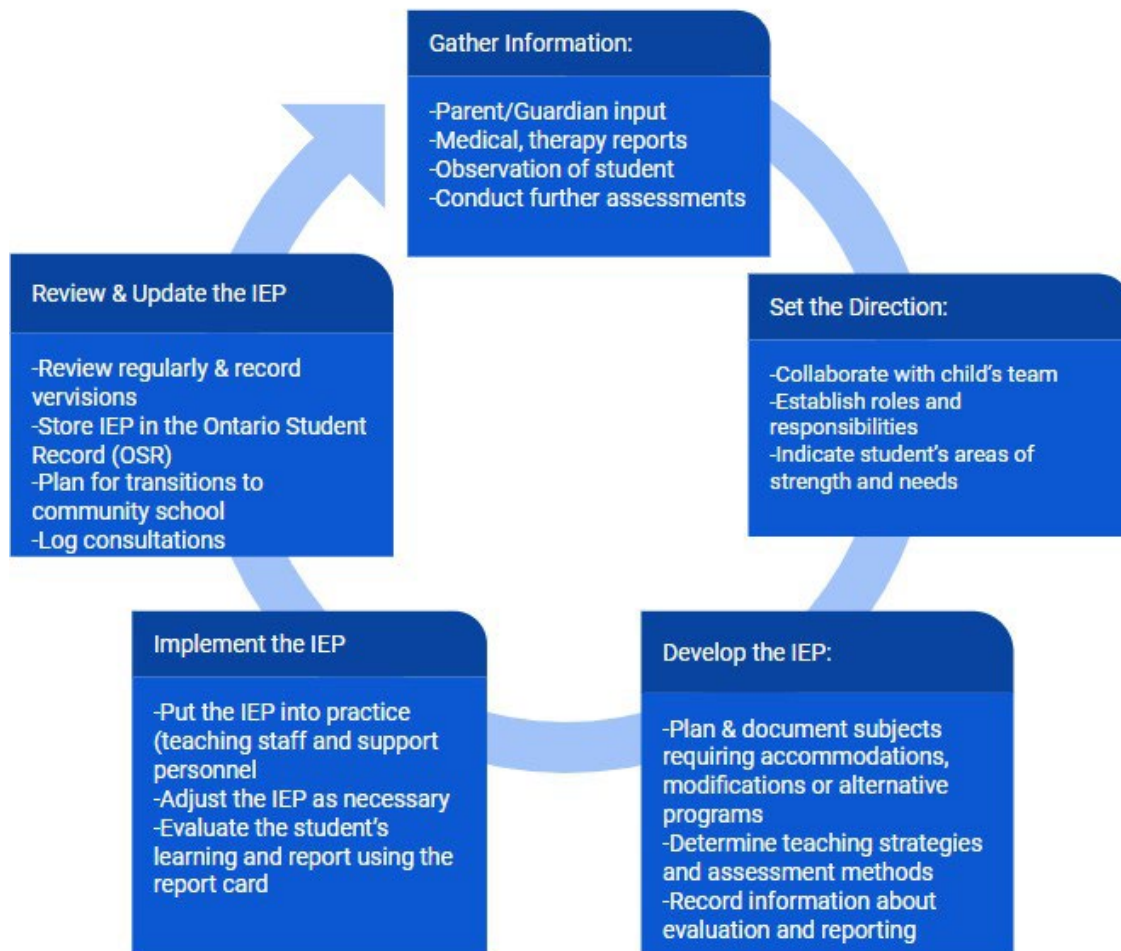 Gather Information:
-Parent/Guardian input
-Medical, therapy reports
-Observation of student
-Conduct further assessments
Set the Direction:
-Collaborate with child's team
-Establish roles and
responsibilities
-Indicate student's areas of
strength and needs
Develop the IEP:
-Plan & document subjects
requiring accommodations,
modifications or alternative
programs
-Determine teaching strategies
and assessment methods
-Record information about
evaluation and reporting
Implement the IEP
-Put the IEP into practice
(teaching staff and support
personnel
-Adjust the IEP as necessary
-Evaluate the student's
learning and report using the
report card
Review & Update the IEP
-Review regularly & record
vervisions
-Store IEP in the Ontario Student
Record (OSR)
-Plan for transitions to
community school
-Log consultations